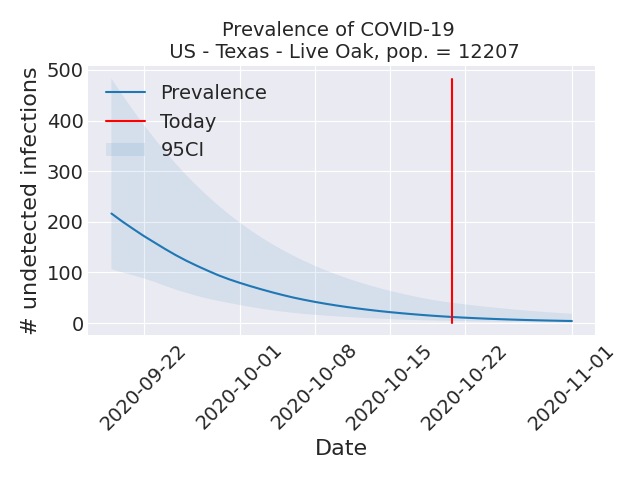 Prevalence of COVID-19
US - Texas - Live Oak, pop. = 12207
# undetected infections
500
400
300
200
100
0
Prevalence
Today
95CI
2020-09-22
2020-10-01
2020-10-08
2020-10-15
2020-10-22
2020-11-01
Date